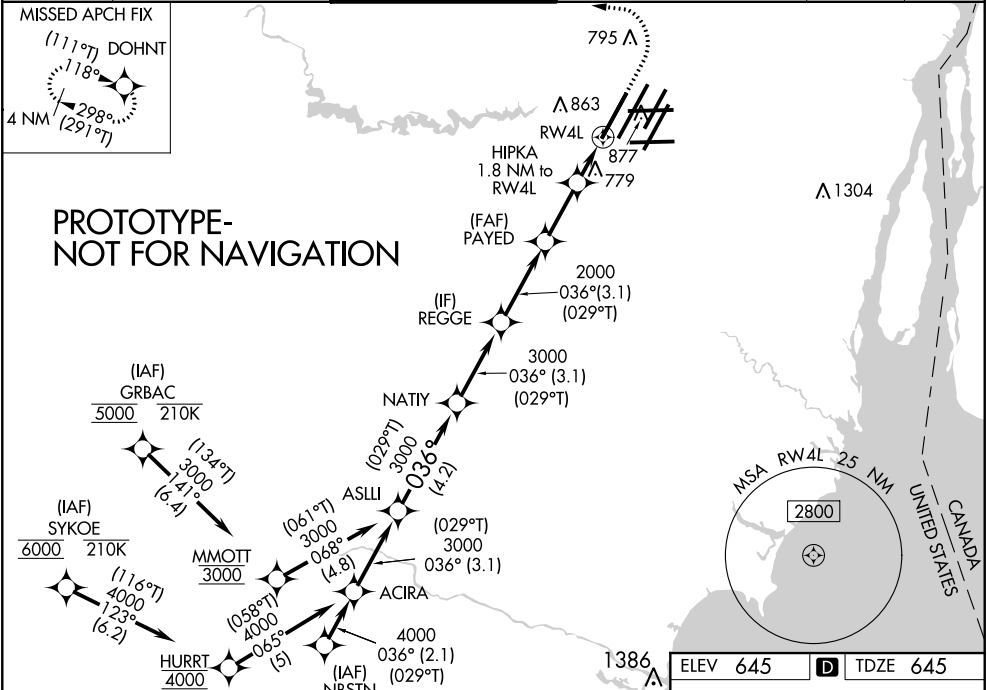 MISSED APCH FIX
(111°T)
DOHNT
118°
4 NM
298°
(291°T)
795
863
RW4L
877
HIPKA
1.8 NM to
RW4L
779
1304
PROTOTYPE-
NOT FOR NAVIGATION
(FAF)
PAYED
2000
036°(3.1)
(029°T)
(IF)
REGGE
3000
036° (3.1)
(029°T)
NATIY
(IAF)
GRBAC
5000 210K
(134°T)
3000
141°
(6.4)
(029°T)
3000
036°
(4.2)
ASLLI
(IAF)
SYKOE
6000 210K
(116°T)
4000
123°
(6.2)
MMOTT
3000
(061°T)
3000
068°
(4.8)
(029°T)
3000
036° (3.1)
ACIRA
HURRT
4000
(058°T)
4000
065°
(5)
4000
036° (2.1)
(029°T)
(IAF)
MSA RW4L 25 NM
2800
CANADA
UNITED STATES
1386
ELEV 645 D TDZE 645